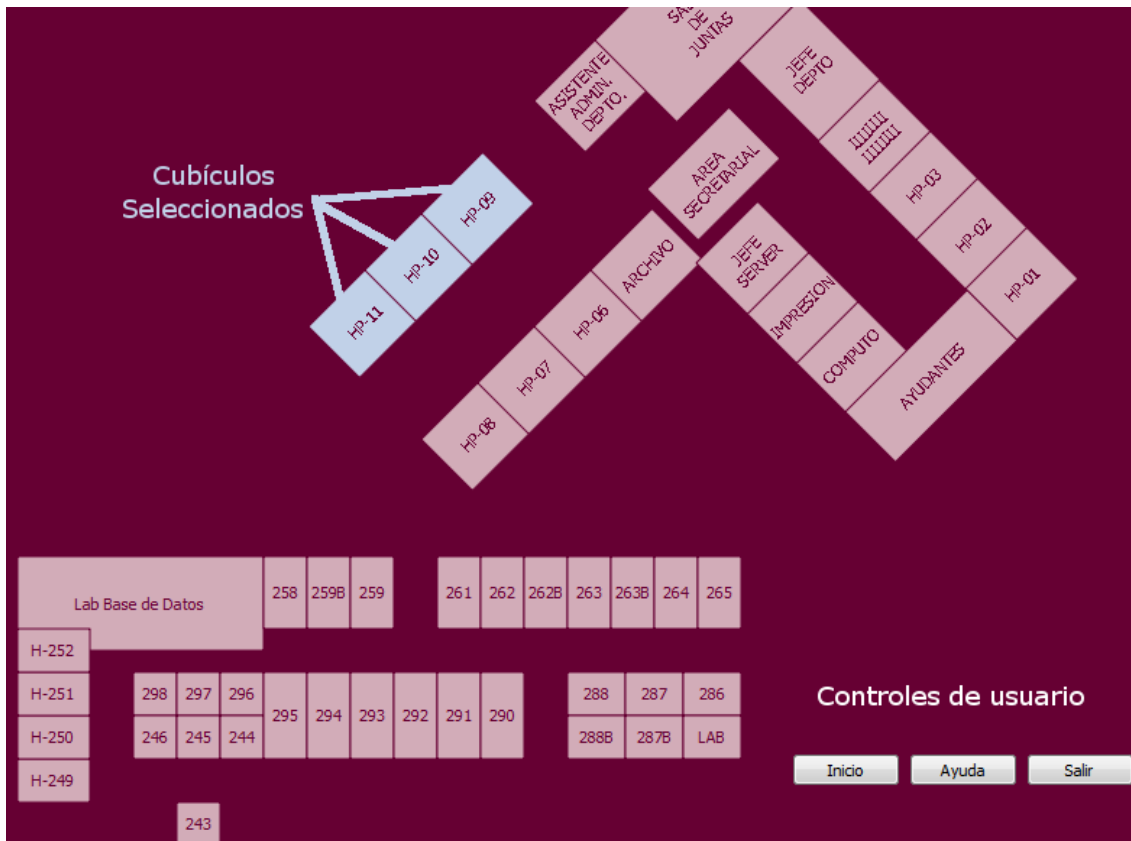 SALA
DE
JUNTAS
ASISTENTE
ADMIN.
DEPTO.
JEFE
DEPTO
IIIIIIII
IIIIIIII
Cubículos
Seleccionados
HP-09
HP-10
HP-11
AREA
SECRETARIAL
HP-03
HP-02
HP-01
ARCHIVO
HP-06
HP-07
HP-08
JEFE
SERVER
IMPRESION
COMPUTO
AYUDANTES
Lab Base de Datos
258
259B
259
261
262
262B
263
263B
264
265
H-252
H-251
H-250
H-249
298
297
296
295
294
293
292
291
290
246
245
244
288
287
286
288B
287B
LAB
243
Controles de usuario
Inicio
Ayuda
Salir